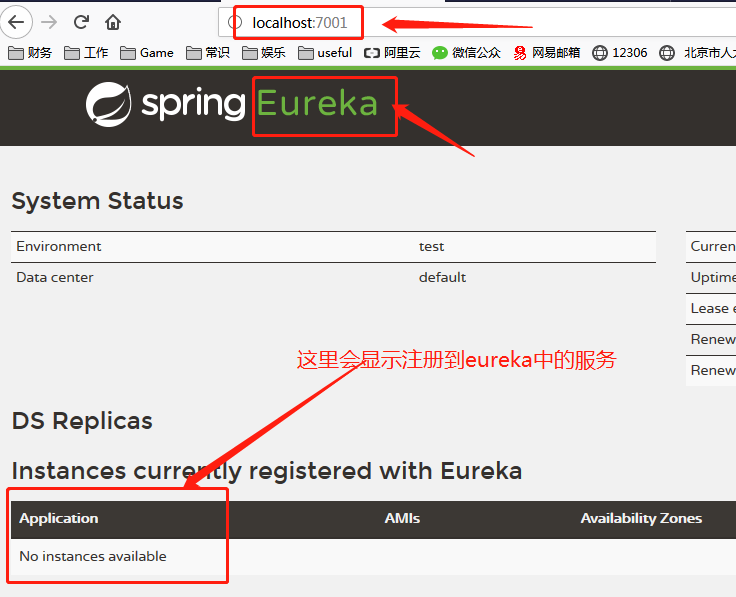 localhost:7001
财务 工作 Game 常识 娱乐 useful 阿里云 微信公众 网易邮箱 12306 北京市人
spring Eureka
System Status
Environment test Curren
Data center default Uptime
Lease e
Renew
Renew
这里会显示注册到eureka中的服务
DS Replicas
Instances currently registered with Eureka
Application AMIs Availability Zones
No instances available